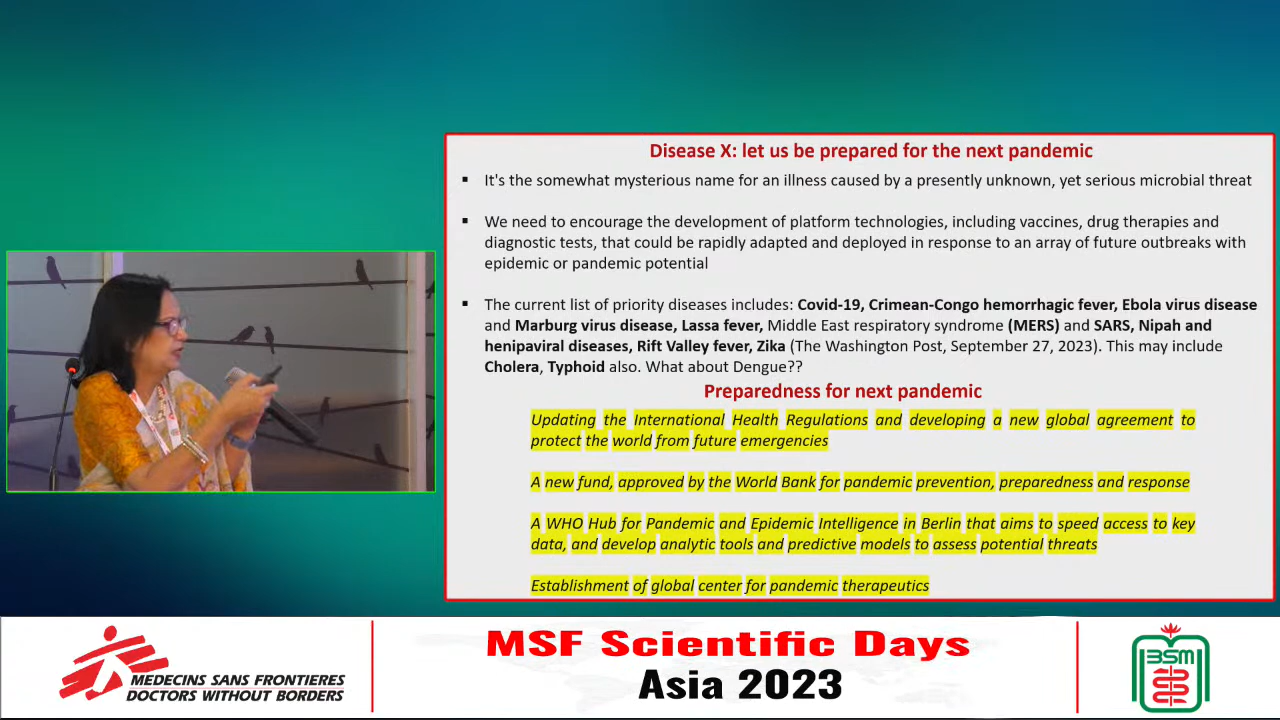 Disease X: let us be prepared for the next pandemic
▪ It's the somewhat mysterious name for an illness caused by a presently unknown, yet serious microbial threat
▪ We need to encourage the development of platform technologies, including vaccines, drug therapies and
diagnostic tests, that could be rapidly adapted and deployed in response to an array of future outbreaks with
epidemic or pandemic potential
▪ The current list of priority diseases includes: Covid-19, Crimean-Congo hemorrhagic fever, Ebola virus disease
and Marburg virus disease, Lassa fever, Middle East respiratory syndrome (MERS) and SARS, Nipah and
henipaviral diseases, Rift Valley fever, Zika (The Washington Post, September 27, 2023). This may include
Cholera, Typhoid also. What about Dengue??
Preparedness for next pandemic
Updating the International Health Regulations and developing a new global agreement to
protect the world from future emergencies
A new fund, approved by the World Bank for pandemic prevention, preparedness and response
A WHO Hub for Pandemic and Epidemic Intelligence in Berlin that aims to speed access to key
data, and develop analytic tools and predictive models to assess potential threats
Establishment of global center for pandemic therapeutics
MEDECINS SANS FRONTIERES
DOCTORS WITHOUT BORDERS
MSF Scientific Days
Asia 2023
BSM